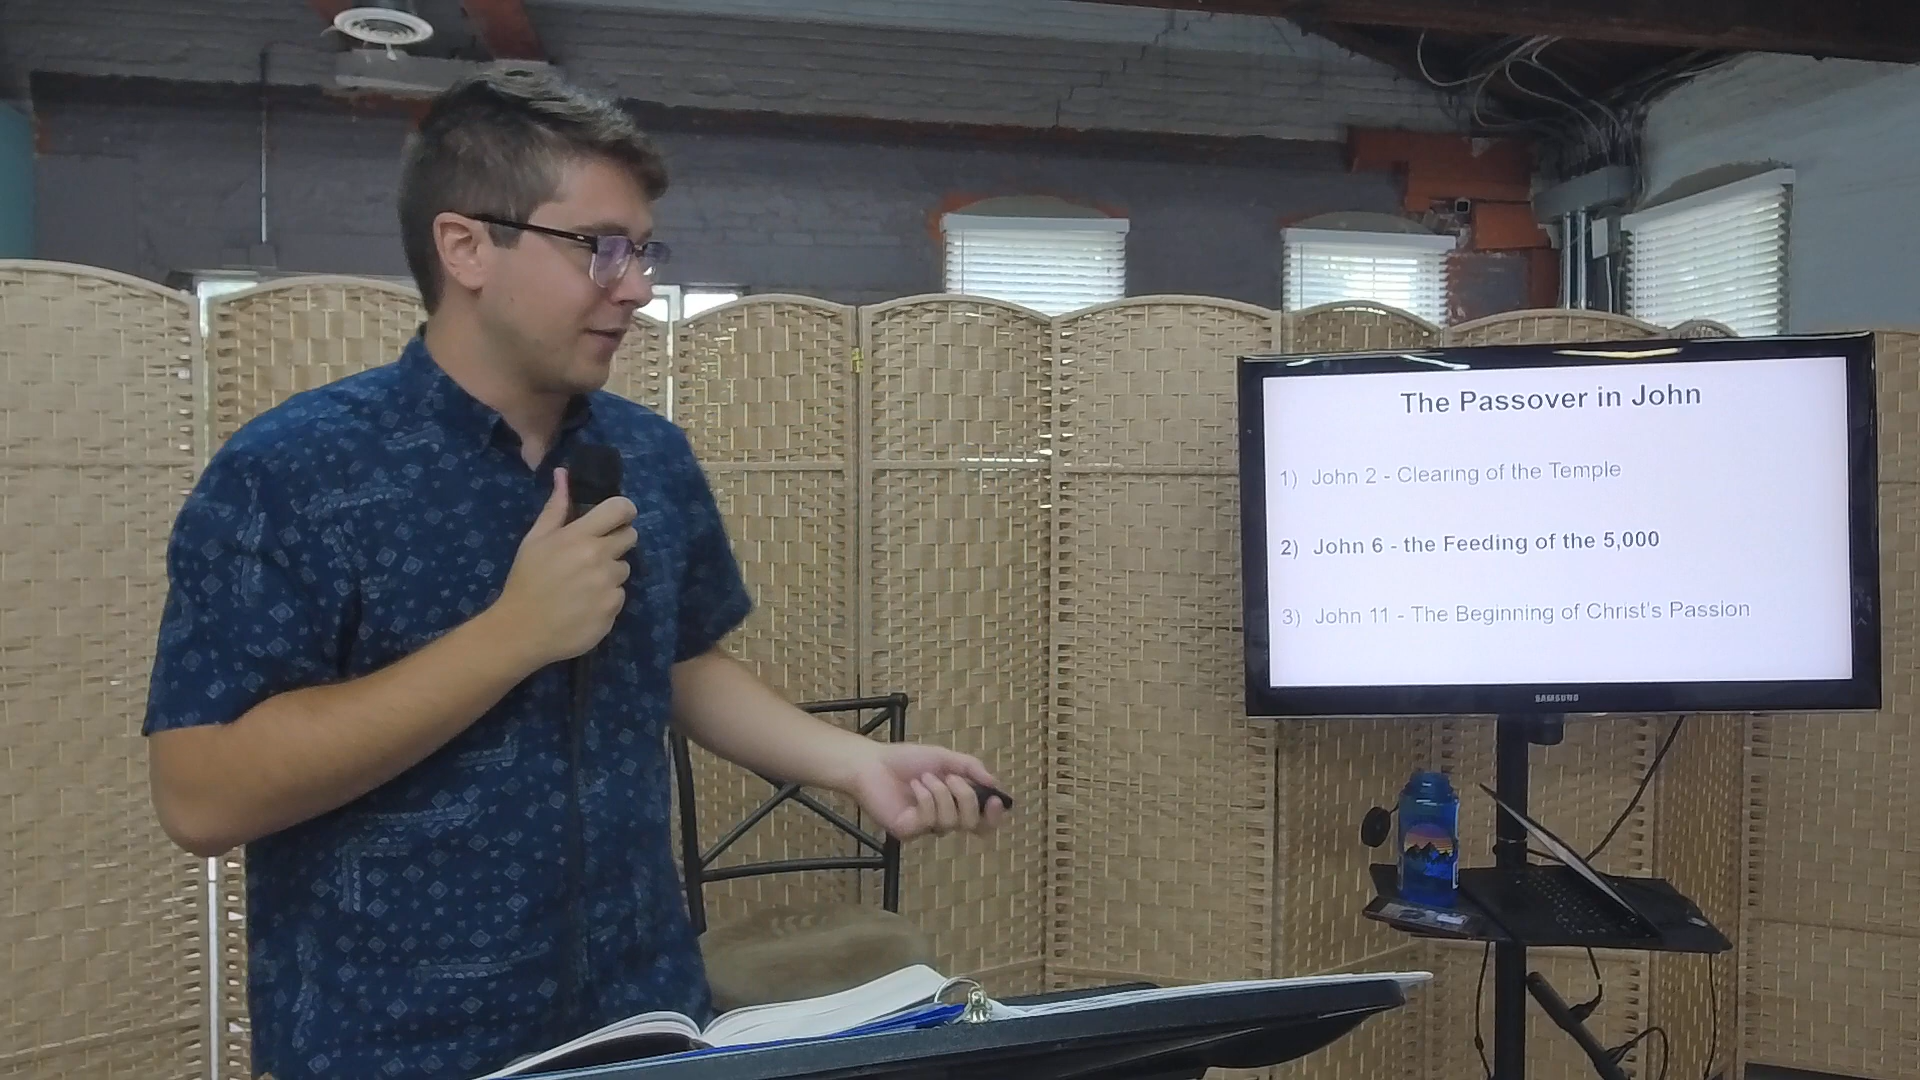 The Passover in John
1) John 2 - Clearing of the Temple
2) John 6 - the Feeding of the 5,000
3) John 11 - The Beginning of Christ's Passion
SAMSUNG